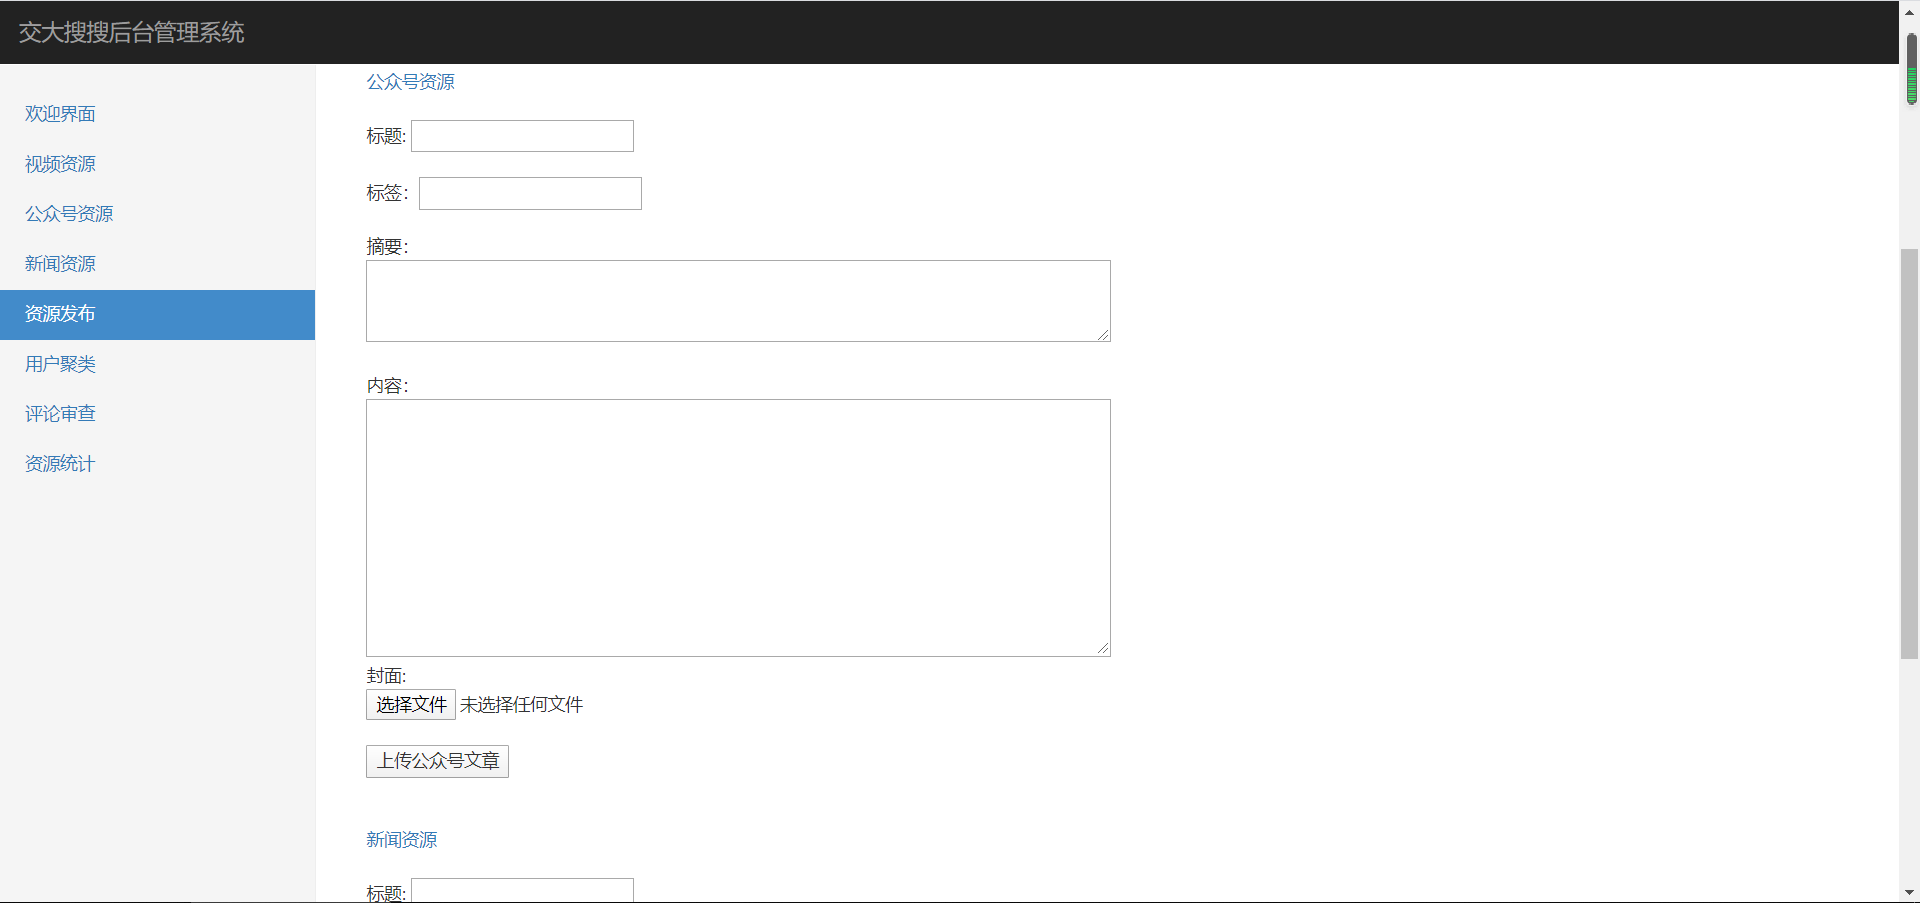 交大搜搜后台管理系统
欢迎界面
视频资源
公众号资源
新闻资源
资源发布
用户聚类
评论审查
资源统计
公众号资源
标题:
标签：
摘要：
内容：
封面:
选择文件 未选择任何文件
上传公众号文章
新闻资源
标题: